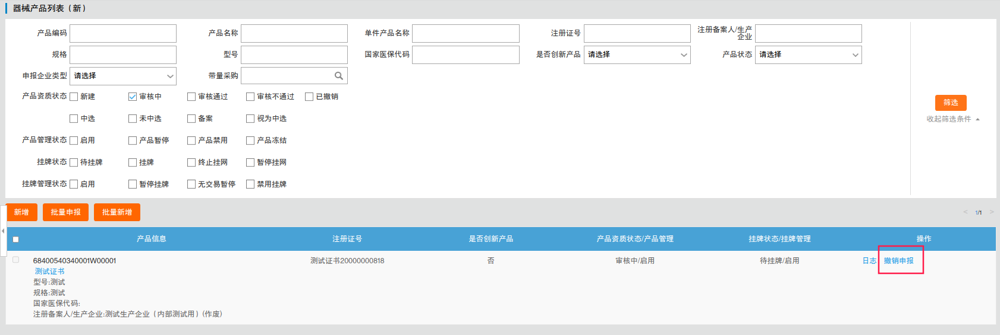 器械产品列表（新）
产品编码 产品名称 单件产品名称 注册证号 注册备案人/生产企业
规格 型号 国家医保代码 是否创新产品 请选择 产品状态 请选择
申报企业类型 请选择 带量采购
产品资质状态 新建 审核中 审核通过 审核不通过 已撤销
中选 未中选 备案 视为中选
产品管理状态 启用 产品暂停 产品禁用 产品冻结
挂牌状态 待挂牌 挂牌 终止挂网 暂停挂网
挂牌管理状态 启用 暂停挂牌 无交易暂停 禁用挂牌
筛选
收起筛选条件
新增 批量申报 批量新增 < 1/1 >
产品信息 注册证号 是否创新产品 产品资质状态/产品管理 挂牌状态/挂牌管理 操作
68400540340001W00001 测试证书20000000818 否 审核中/启用 待挂牌/启用 日志 撤销申报
测试证书
型号:测试
规格:测试
国家医保代码:
注册备案人/生产企业:测试生产企业（内部测试用）(作废)